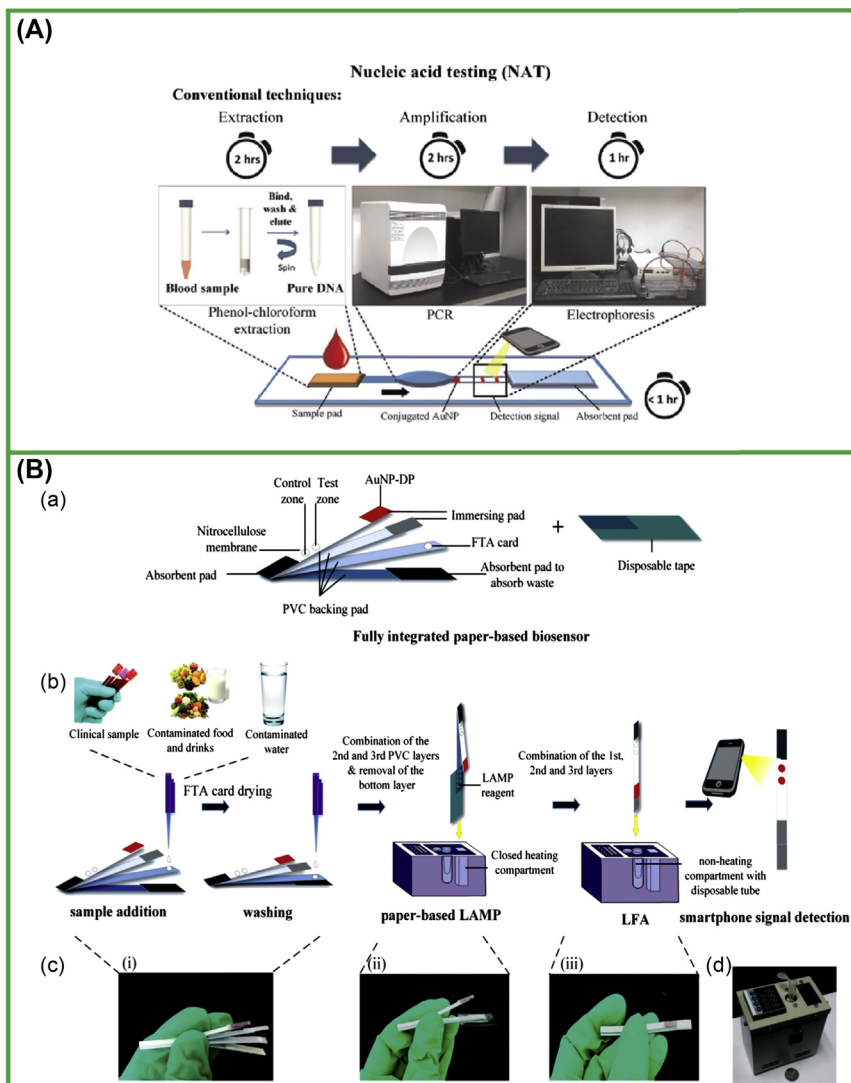 (A)
Nucleic acid testing (NAT)
Conventional techniques:
Extraction
Amplification
Detection
2 hrs
2 hrs
1 hr
Bind,
wash &
elute
Spin
Blood sample
Pure DNA
Phenol-chloroform
extraction
PCR
Electrophoresis
Sample pad
Conjugated AuNP
Detection signal
Absorbent pad
< 1 hr
(B)
(a)
Control
zone
Test
zone
AuNP-DP
Nitrocellulose
membrane
Immersing pad
FTA card
Absorbent pad
Absorbent pad to
absorb waste
PVC backing pad
+
Disposable tape
Fully integrated paper-based biosensor
(b)
Clinical sample
Contaminated food
and drinks
Contaminated
water
FTA card drying
Combination of the
2nd and 3rd PVC layers
& removal of the
bottom layer
LAMP
reagent
Combination of the 1st,
2nd and 3rd layers
Closed heating
compartment
non-heating
compartment with
disposable tube
sample addition
washing
paper-based LAMP
LFA
smartphone signal detection
(c)
(i)
(ii)
(iii)
(d)